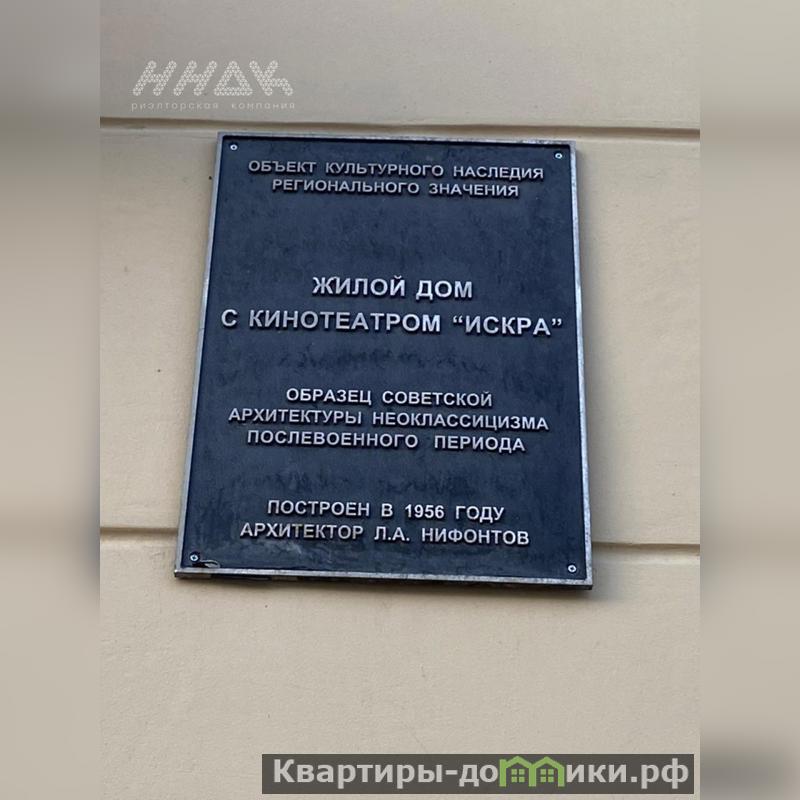 ННДК
риэлторская компания
ОБЪЕКТ КУЛЬТУРНОГО НАСЛЕДИЯ
РЕГИОНАЛЬНОГО ЗНАЧЕНИЯ
ЖИЛОЙ ДОМ
С КИНОТЕАТРОМ “ИСКРА”
ОБРАЗЕЦ СОВЕТСКОЙ
АРХИТЕКТУРЫ НЕОКЛАССИЦИЗМА
ПОСЛЕВОЕННОГО ПЕРИОДА
ПОСТРОЕН В 1956 ГОДУ
АРХИТЕКТОР Л.А. НИФОНТОВ
Квартиры-домики.рф